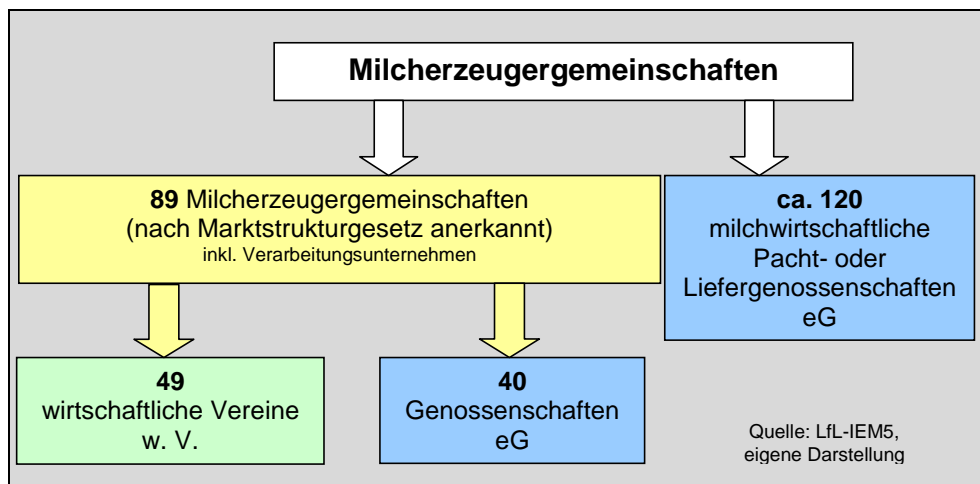 Milcherzeugergemeinschaften
89 Milcherzeugergemeinschaften
(nach Marktstrukturgesetz anerkannt)
inkl. Verarbeitungsunternehmen
ca. 120
milchwirtschaftliche
Pacht- oder
Liefergenossenschaften
eG
49
wirtschaftliche Vereine
w. V.
40
Genossenschaften
eG
Quelle: LfL-IEM5,
eigene Darstellung